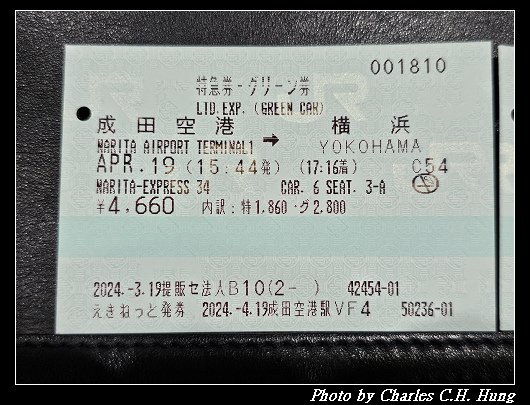 001810
特急券・グリーン券
LTD.EXP. (GREEN CAR)
成田空港 → 横浜
NARITA AIRPORT TERMINAL1 YOKOHAMA
APR.19 (15:44発) (17:16着) C54
NARITA-EXPRESS 34 CAR. 6 SEAT. 3-A
¥4,660 内訳:特1,860・グ2,800
2024.-3.19提販セ法人B10(2- ) 42454-01
えきねっと発券 2024.-4.19成田空港駅VF4 50236-01
Photo by Charles C.H. Hung